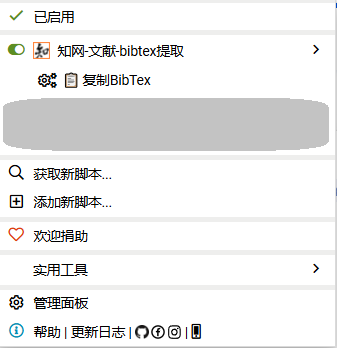 已启用
知网-文献-bibtex提取
复制BibTex
获取新脚本...
添加新脚本...
欢迎捐助
实用工具
管理面板
帮助 | 更新日志 | |